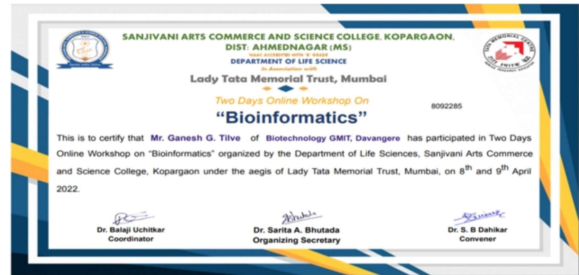 SANJIVANI ARTS COMMERCE AND SCIENCE COLLEGE, KOPARGAON,
DIST: AHMEDNAGAR (MS)
DEPARTMENT OF LIFE SCIENCE
In Association with
Lady Tata Memorial Trust, Mumbai
Two Days Online Workshop On
8092285
“Bioinformatics”
This is to certify that Mr. Ganesh G. Tilve of Biotechnology GMIT, Davangere has participated in Two Days
Online Workshop on “Bioinformatics” organized by the Department of Life Sciences, Sanjivani Arts Commerce
and Science College, Kopargaon under the aegis of Lady Tata Memorial Trust, Mumbai, on 8th and 9th April
2022.
Dr. Balaji Uchitkar
Coordinator
Dr. Sarita A. Bhutada
Organizing Secretary
Dr. S. B Dahikar
Convener